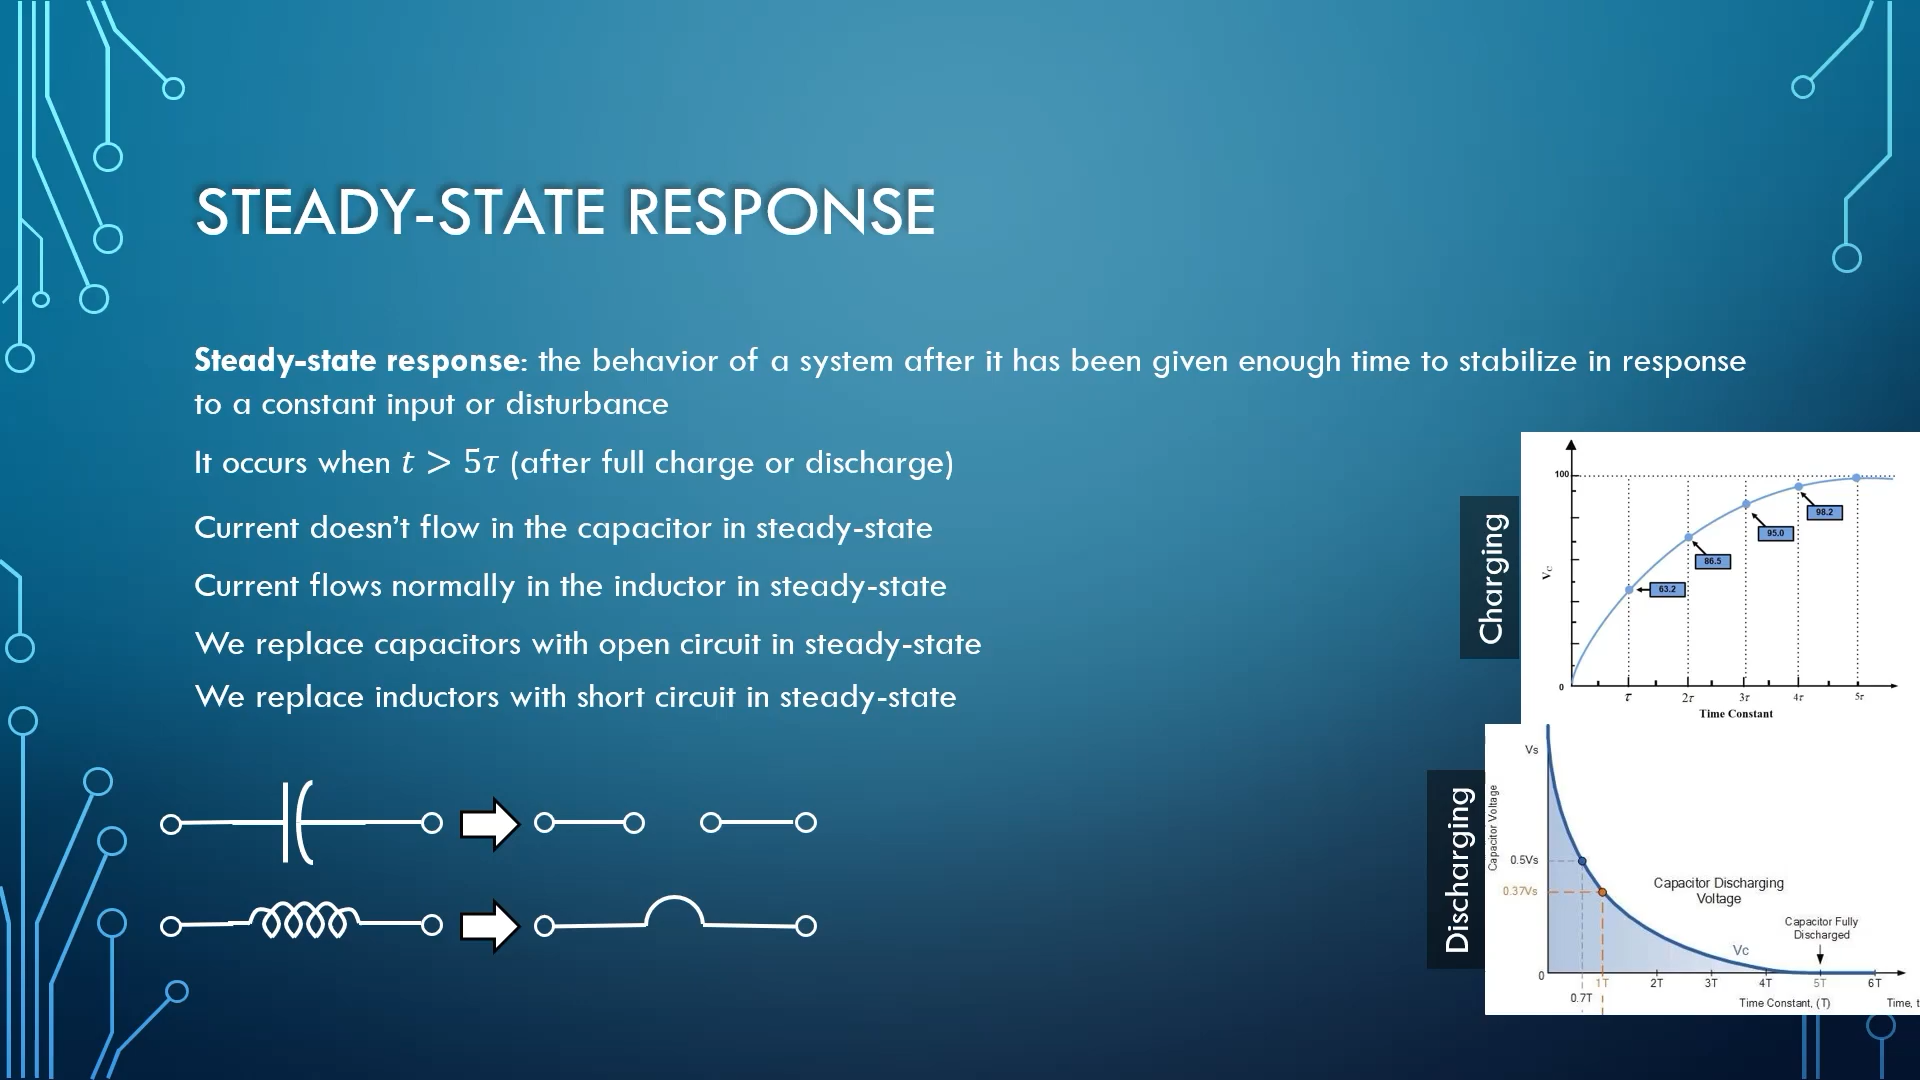 STEADY-STATE RESPONSE
Steady-state response: the behavior of a system after it has been given enough time to stabilize in response
to a constant input or disturbance
It occurs when t > 5τ (after full charge or discharge)
Current doesn't flow in the capacitor in steady-state
Current flows normally in the inductor in steady-state
We replace capacitors with open circuit in steady-state
We replace inductors with short circuit in steady-state
Charging
100
98.2
95.0
86.5
63.2
Vc
0
τ 2τ 3τ 4τ 5τ
Time Constant
Discharging
Capacitor Voltage
Vs
0.5Vs
0.37Vs
0
Capacitor Discharging
Voltage
Capacitor Fully
Discharged
Vc
1T 2T 3T 4T 5T 6T
0.7T
Time Constant, (T)
Time, t